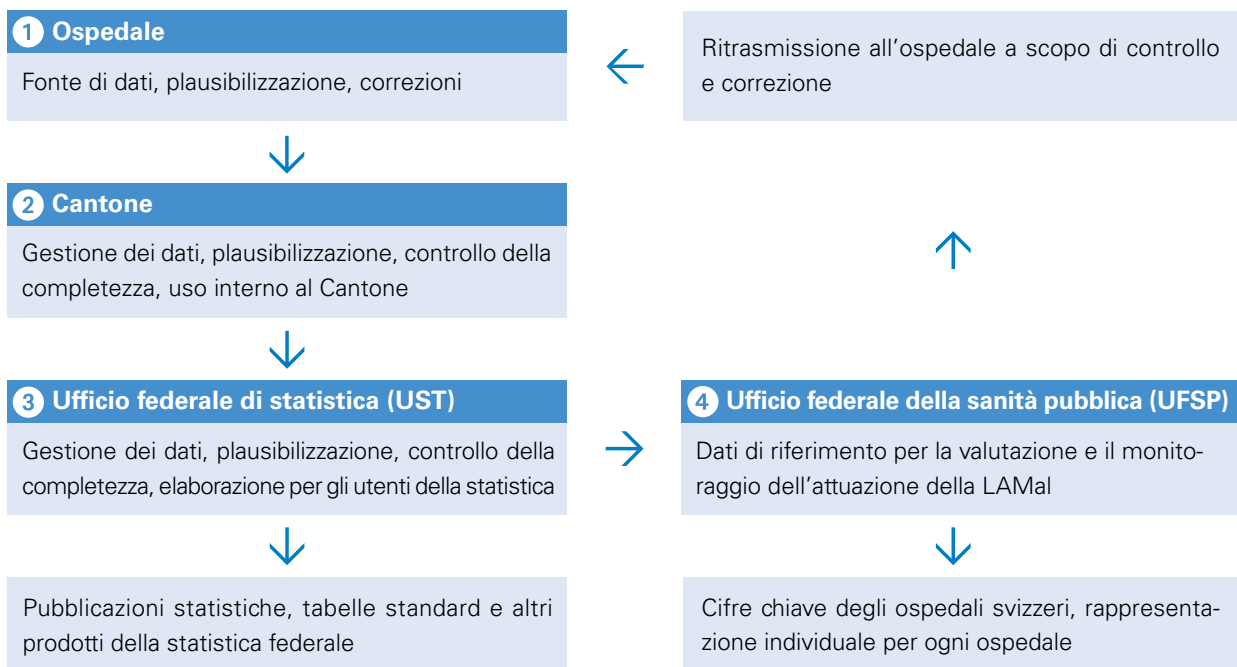 1 Ospedale
Fonte di dati, plausibilizzazione, correzioni
Ritrasmissione all'ospedale a scopo di controllo
e correzione
2 Cantone
Gestione dei dati, plausibilizzazione, controllo della
completezza, uso interno al Cantone
3 Ufficio federale di statistica (UST)
Gestione dei dati, plausibilizzazione, controllo della
completezza, elaborazione per gli utenti della statistica
4 Ufficio federale della sanità pubblica (UFSP)
Dati di riferimento per la valutazione e il monito-
raggio dell'attuazione della LAMal
Pubblicazioni statistiche, tabelle standard e altri
prodotti della statistica federale
Cifre chiave degli ospedali svizzeri, rappresenta-
zione individuale per ogni ospedale